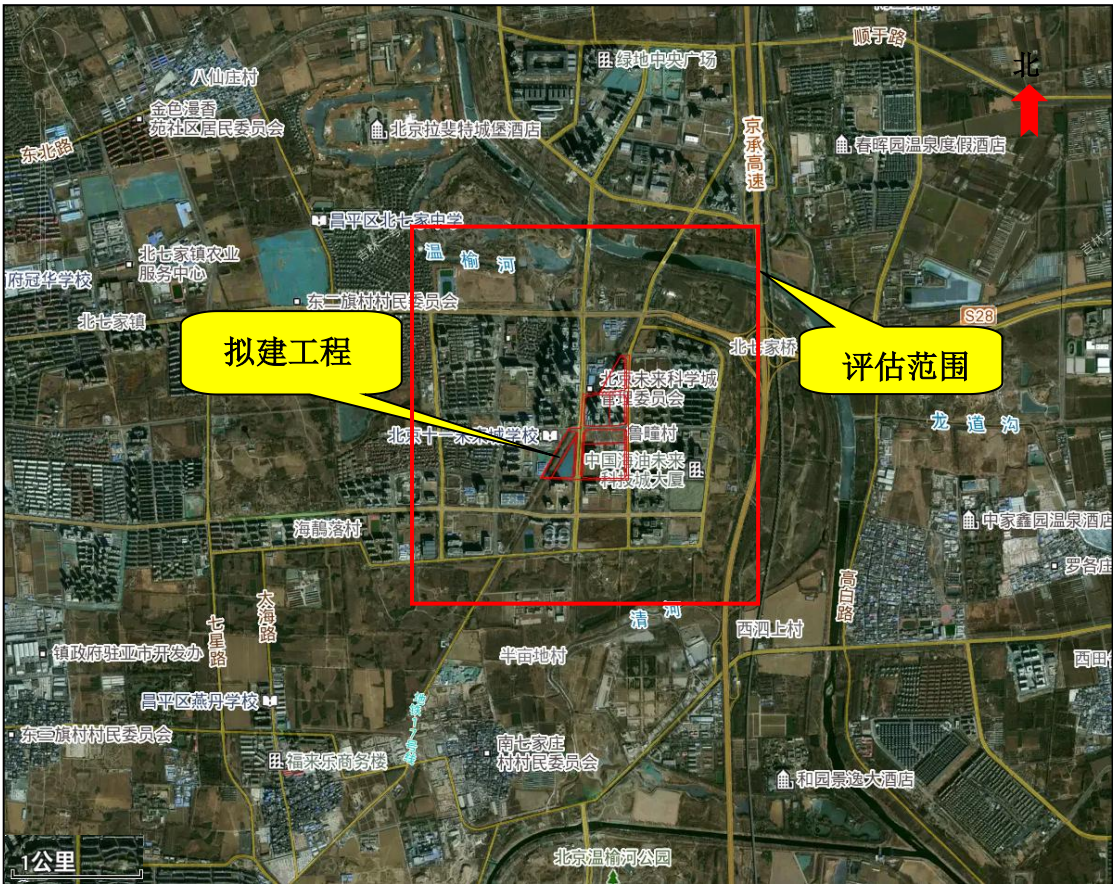 顺于路
绿地中央广场
北
八仙庄村
金色漫香
苑社区居民委员会
北京拉斐特城堡酒店
京承高速
春晖园温泉度假酒店
东北路
昌平区北七家中学
温榆河
北七家镇农业
服务中心
府冠华学校
东二旗村村民委员会
S28
北七家镇
拟建工程
北七家桥
评估范围
北京未来科学城
管理委员会
龙道沟
北京十一未来城学校
鲁疃村
中国海油未来
科技城大厦
海鶄落村
中家鑫园温泉酒店
罗各庄
高白路
大海路
七星路
清河
西泗上村
镇政府驻亚市开发办
半亩地村
西田
昌平区燕丹学校
东三旗村村民委员会
福来乐商务楼
南七家庄
村村民委员会
和园景逸大酒店
1公里
北京温榆河公园